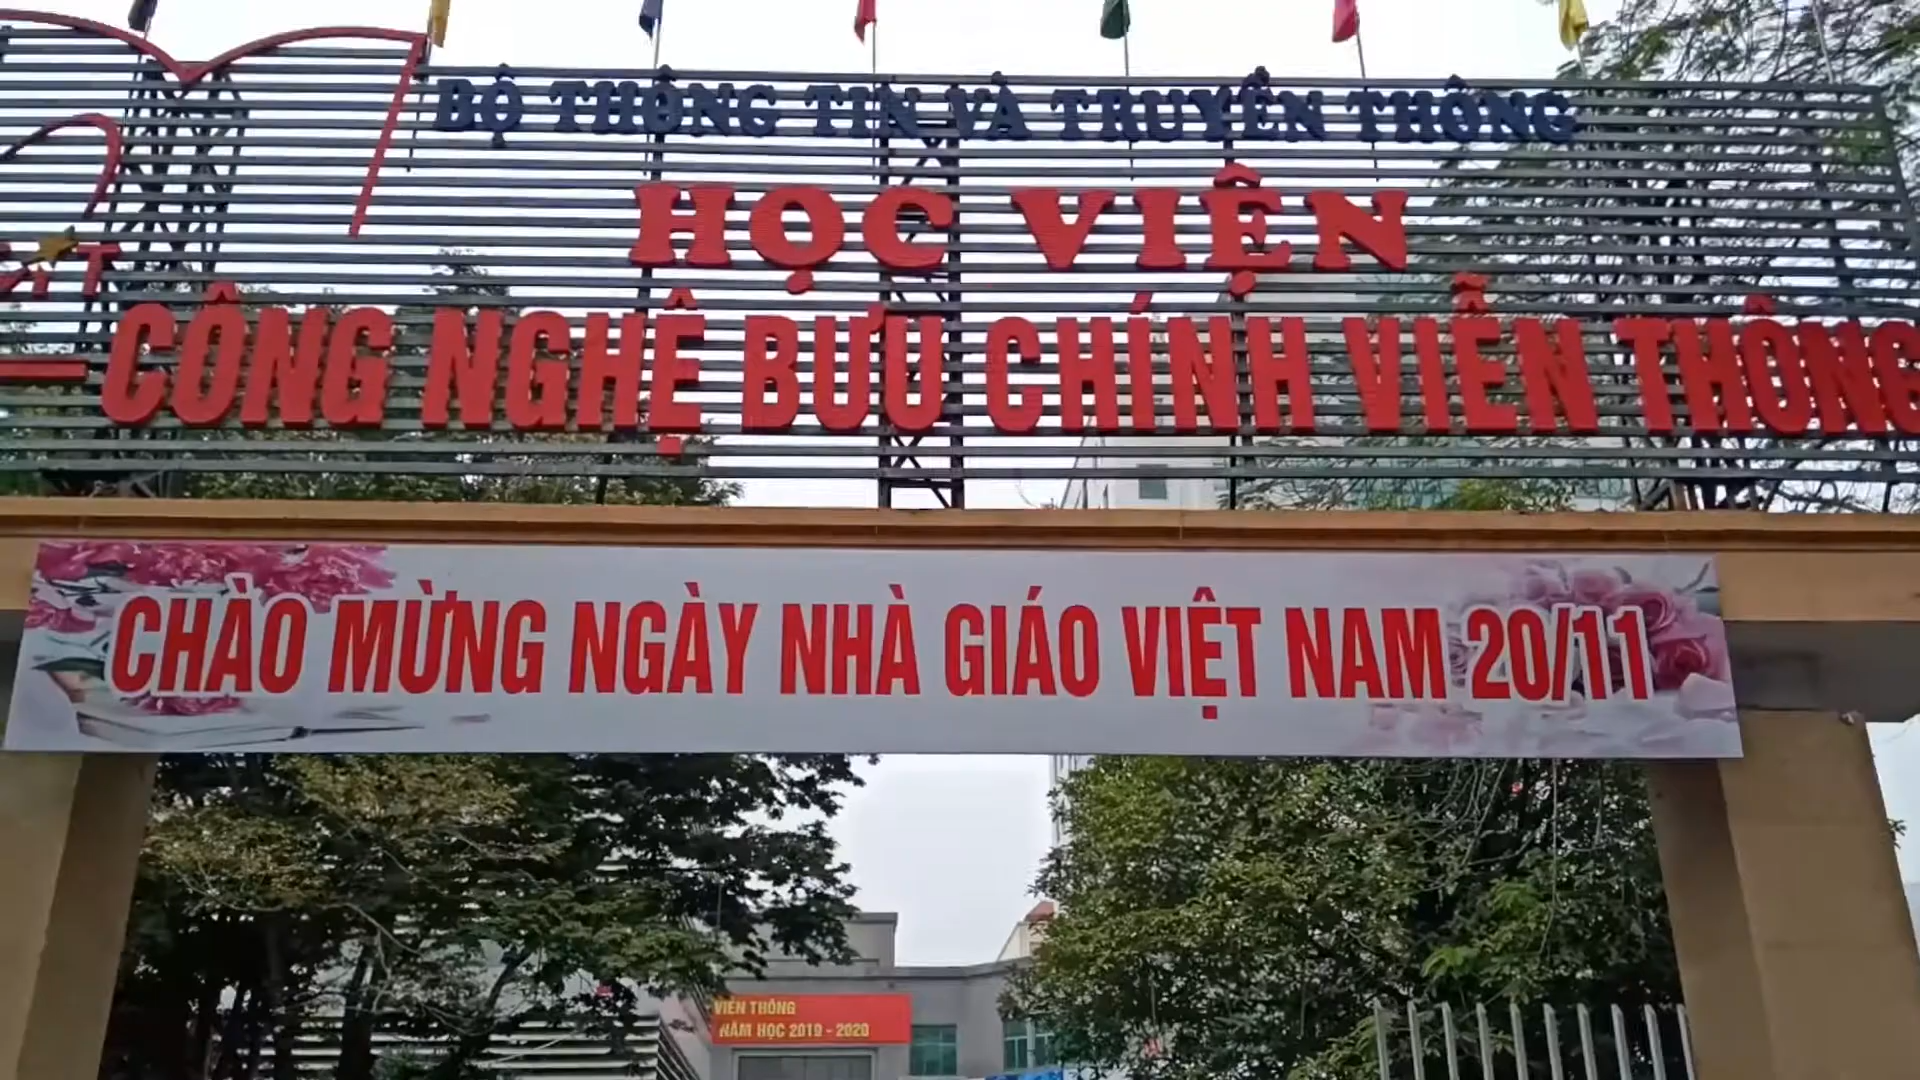 BỘ THÔNG TIN VÀ TRUYỀN THÔNG
HỌC VIỆN
CÔNG NGHỆ BƯU CHÍNH VIỄN THÔNG
CHÀO MỪNG NGÀY NHÀ GIÁO VIỆT NAM 20/11
VIỄN THÔNG
NĂM HỌC 2019 - 2020